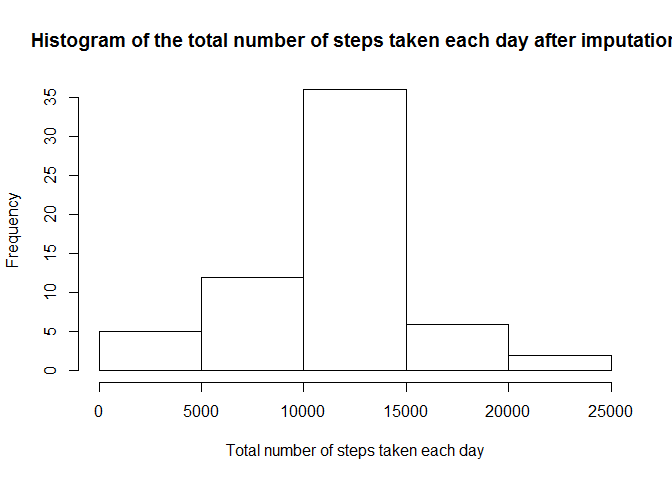 Histogram of the total number of steps taken each day after imputation
35
30
25
20
15
10
5
0
Frequency
0 5000 10000 15000 20000 25000
Total number of steps taken each day